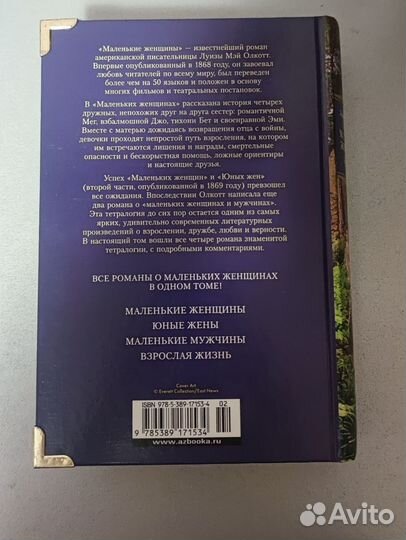 «Маленькие женщины» — известнейший роман
американской писательницы Луизы Мэй Олкотт.
Впервые опубликованный в 1868 году, он завоевал
любовь читателей по всему миру, был переведен
более чем на 50 языков и положен в основу
многих фильмов и театральных постановок.
В «Маленьких женщинах» рассказана история четырех
дружных, непохожих друг на друга сестер: романтичной
Мег, взбалмошной Джо, тихони Бет и своенравной Эми.
Вместе с матерью дожидаясь возвращения отца с войны,
девочки проходят непростой путь взросления, на котором
им встречаются лишения и награды, смертельные
опасности и бескорыстная помощь, ложные ориентиры
и настоящие друзья.
Успех «Маленьких женщин» и «Юных жен»
(второй части, опубликованной в 1869 году) превзошел
все ожидания. Впоследствии Олкотт написала еще
два романа о «маленьких женщинах и мужчинах».
Эта тетралогия до сих пор остается одним из самых
ярких, удивительно современных литературных
произведений о взрослении, дружбе, любви и верности.
В настоящий том вошли все четыре романа знаменитой
тетралогии, с подробными комментариями.
ВСЕ РОМАНЫ О МАЛЕНЬКИХ ЖЕНЩИНАХ
В ОДНОМ ТОМЕ!
МАЛЕНЬКИЕ ЖЕНЩИНЫ
ЮНЫЕ ЖЕНЫ
МАЛЕНЬКИЕ МУЖЧИНЫ
ВЗРОСЛАЯ ЖИЗНЬ
Cover Art
© Everett Collection/East News
ISBN 978-5-389-17153-4 02
9 785389 171534
www.azbooka.ru
Avito